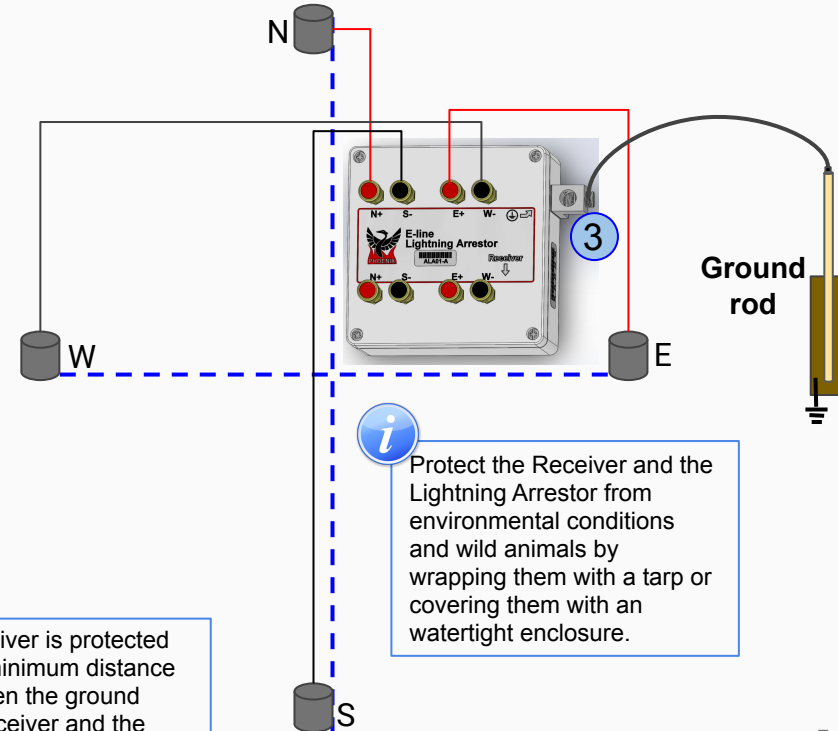 N
N+ S- E+ W-
E-line
Lightning Arrestor
PHOENIX
ALA01-A
Receiver
N+ S- E+ W-
3
Ground
rod
W
E
Protect the Receiver and the
Lightning Arrestor from
environmental conditions
and wild animals by
wrapping them with a tarp or
covering them with an
watertight enclosure.
iver is protected
minimum distance
en the ground
ceiver and the
S